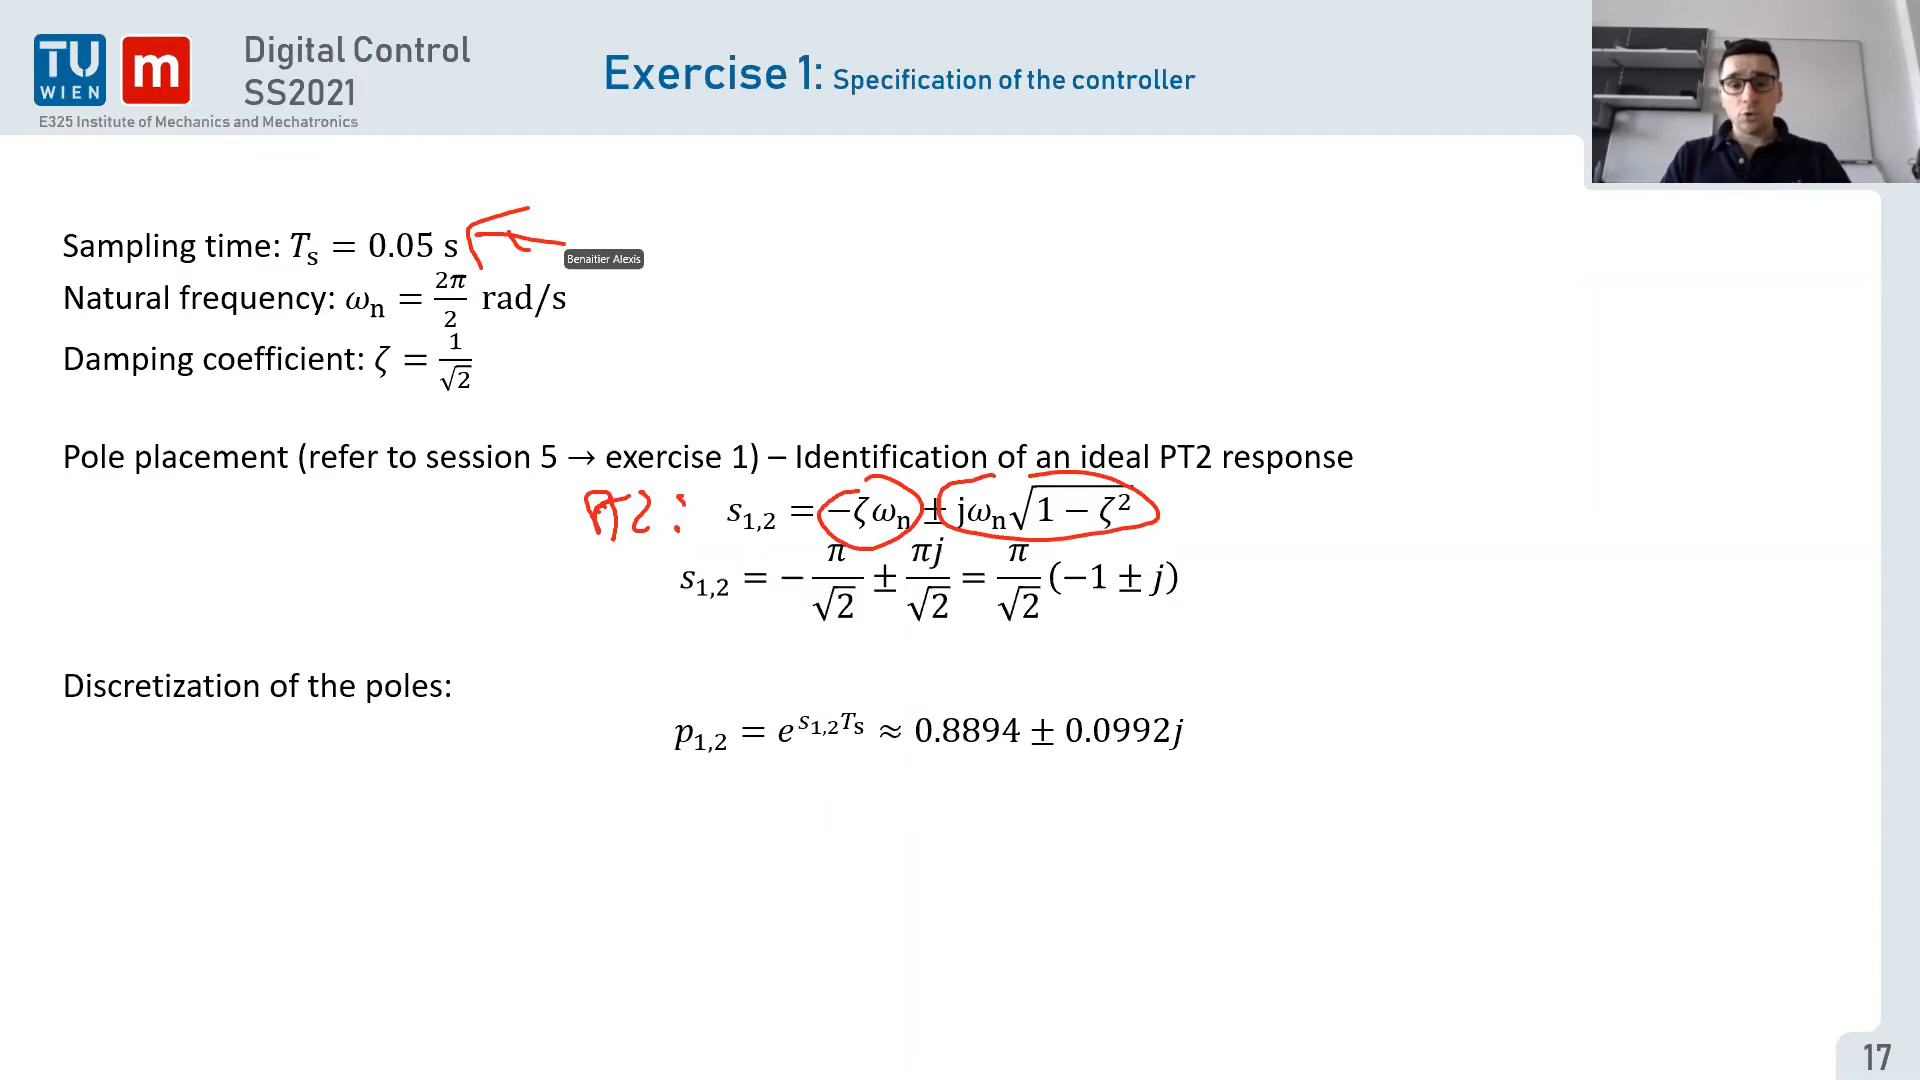 TU
WIEN
m
Digital Control
SS2021
E325 Institute of Mechanics and Mechatronics
Exercise 1: Specification of the controller
Sampling time: Tₛ = 0.05 s
Benaitier Alexis
Natural frequency: ωₙ = 2π/2 rad/s
Damping coefficient: ζ = 1/√2
Pole placement (refer to session 5 → exercise 1) – Identification of an ideal PT2 response
PT2: s₁,₂ = −ζωₙ ± jωₙ√(1 − ζ²)
s₁,₂ = − π/√2 ± πj/√2 = π/√2 (−1 ± j)
Discretization of the poles:
p₁,₂ = e^(s₁,₂Tₛ) ≈ 0.8894 ± 0.0992j
17